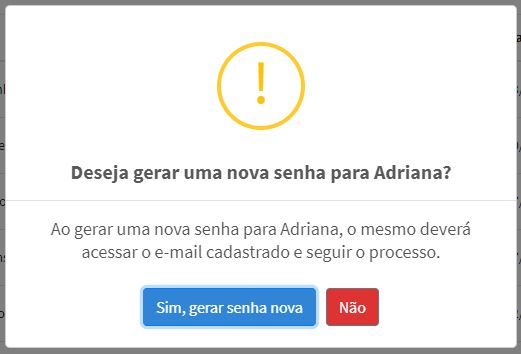 !
Deseja gerar uma nova senha para Adriana?
Ao gerar uma nova senha para Adriana, o mesmo deverá
acessar o e-mail cadastrado e seguir o processo.
Sim, gerar senha nova
Não